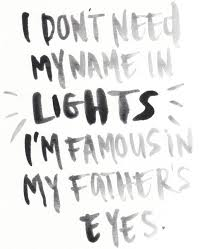 I DON'T NEED
MY NAME IN
LIGHTS
I'M FAMOUS IN
MY FATHER'S
EYES.